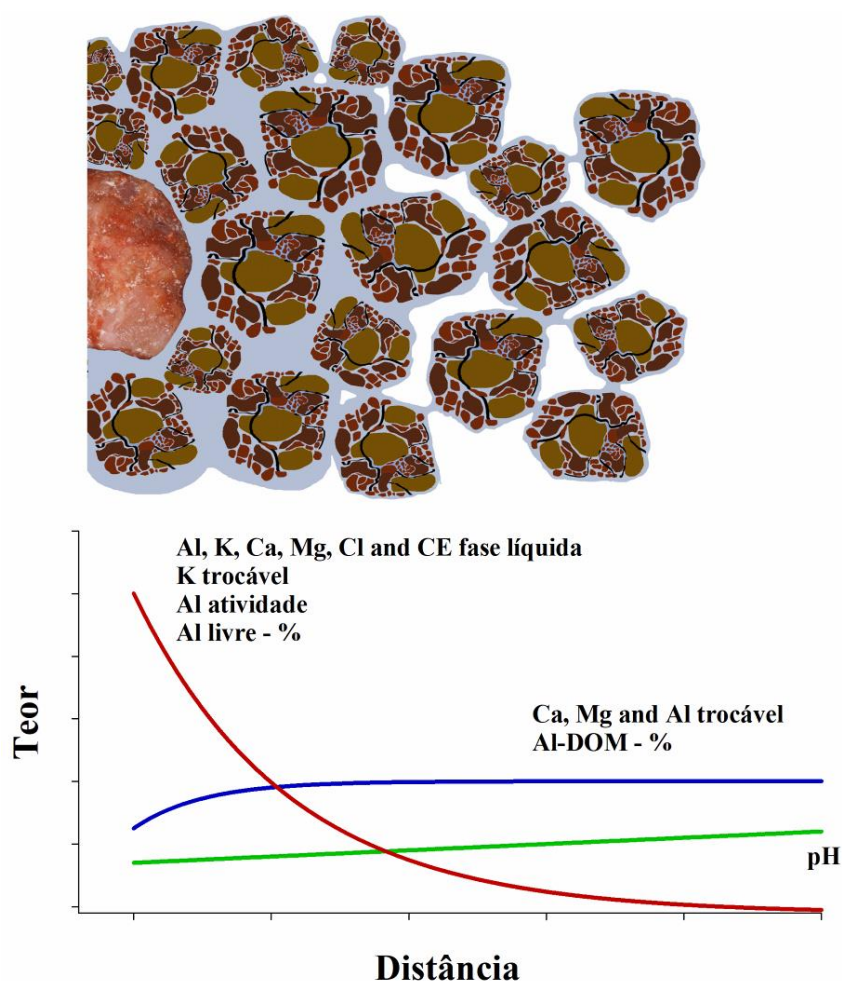 Al, K, Ca, Mg, Cl and CE fase líquida
K trocável
Al atividade
Al livre - %
Ca, Mg and Al trocável
Al-DOM - %
pH
Teor
Distância